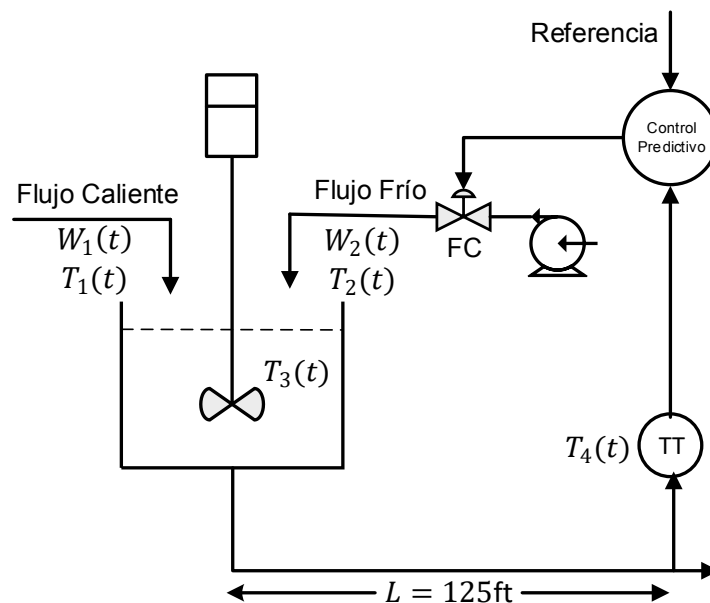 Referencia
Control
Predictivo
Flujo Caliente
W₁(t)
T₁(t)
Flujo Frío
W₂(t)
T₂(t)
FC
T₃(t)
T₄(t)
TT
L = 125ft